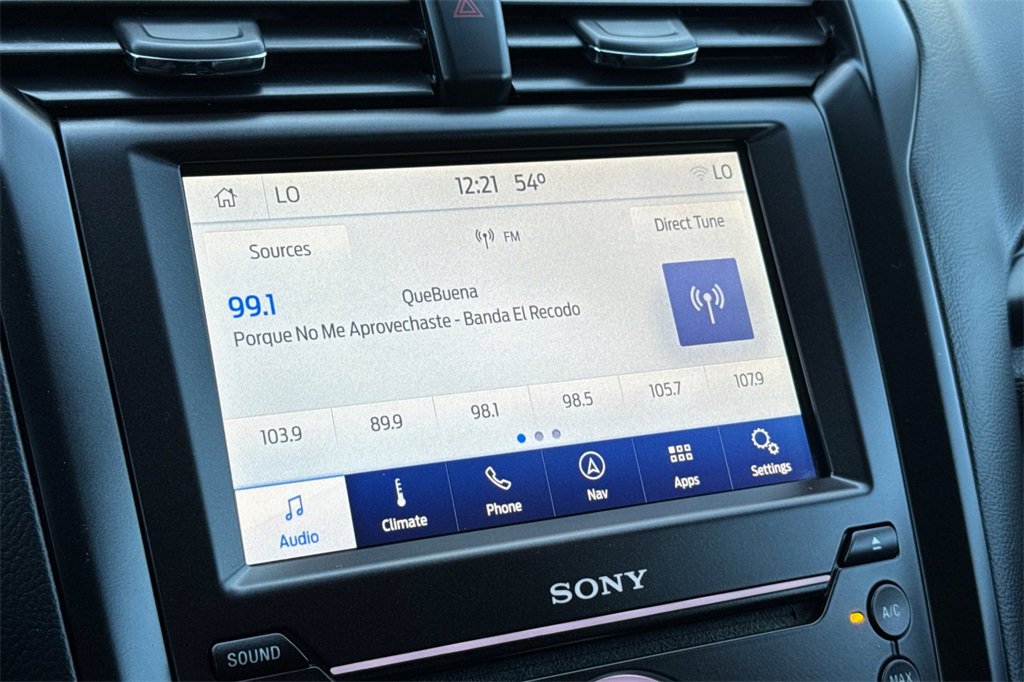 LO 12:21 54° LO
Sources FM Direct Tune
99.1 QueBuena
Porque No Me Aprovechaste - Banda El Recodo
103.9 89.9 98.1 98.5 105.7 107.9
Audio Climate Phone Nav Apps Settings
SONY
SOUND
A/C
MAX